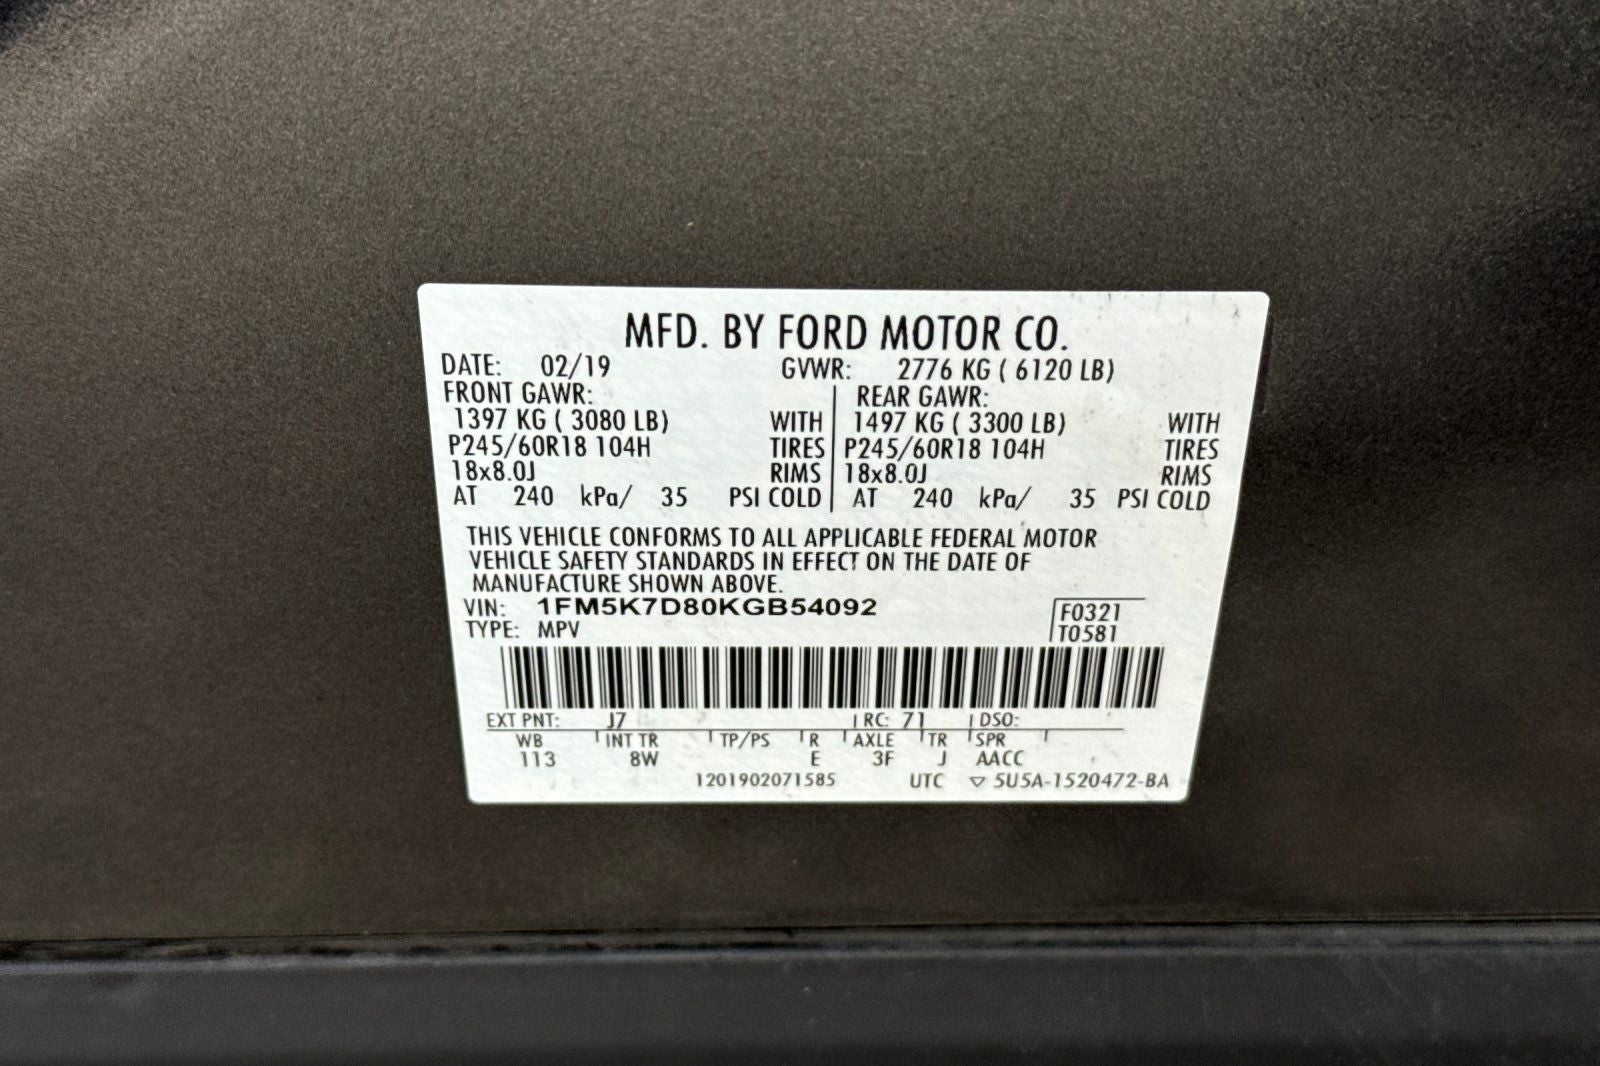 MFD. BY FORD MOTOR CO.
DATE: 02/19 GVWR: 2776 KG ( 6120 LB)
FRONT GAWR: REAR GAWR:
1397 KG ( 3080 LB) WITH 1497 KG ( 3300 LB) WITH
P245/60R18 104H TIRES P245/60R18 104H TIRES
18x8.0J RIMS 18x8.0J RIMS
AT 240 kPa/ 35 PSI COLD AT 240 kPa/ 35 PSI COLD
THIS VEHICLE CONFORMS TO ALL APPLICABLE FEDERAL MOTOR
VEHICLE SAFETY STANDARDS IN EFFECT ON THE DATE OF
MANUFACTURE SHOWN ABOVE.
VIN: 1FM5K7D80KGB54092 F0321
TYPE: MPV T0581
EXT PNT: J7 RC: 71 DSO:
WB INT TR TP/PS R AXLE TR SPR
113 8W E 3F J AACC
1201902071585 UTC ▽ 5U5A-1520472-BA